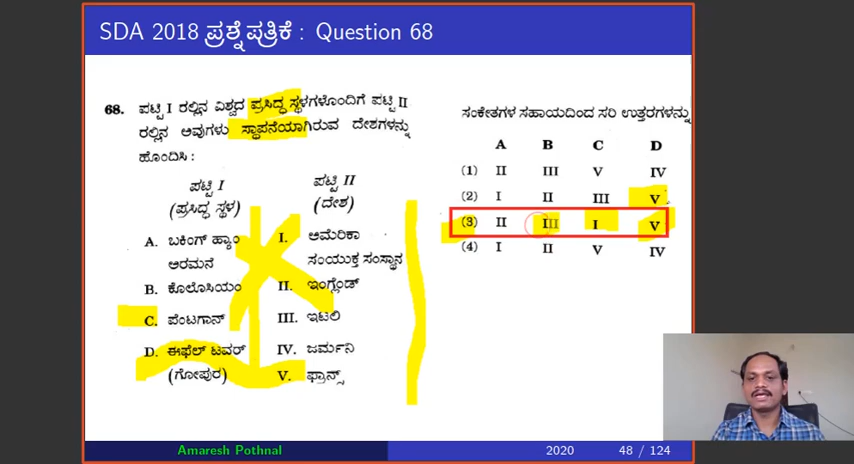 SDA 2018 ಪ್ರಶ್ನೆಪತ್ರಿಕೆ : Question 68
68. ಪಟ್ಟಿ I ರಲ್ಲಿನ ವಿಶ್ವದ ಪ್ರಸಿದ್ಧ ಸ್ಥಳಗಳೊಂದಿಗೆ ಪಟ್ಟಿ II
ರಲ್ಲಿನ ಅವುಗಳು ಸ್ಥಾಪನೆಯಾಗಿರುವ ದೇಶಗಳನ್ನು
ಹೊಂದಿಸಿ :
ಪಟ್ಟಿ I ಪಟ್ಟಿ II
(ಪ್ರಸಿದ್ಧ ಸ್ಥಳ) (ದೇಶ)
A. ಬಕಿಂಗ್ ಹ್ಯಾಂ I. ಅಮೆರಿಕಾ
ಅರಮನೆ ಸಂಯುಕ್ತ ಸಂಸ್ಥಾನ
B. ಕೊಲೊಸಿಯಂ II. ಇಂಗ್ಲೆಂಡ್
C. ಪೆಂಟಗಾನ್ III. ಇಟಲಿ
D. ಈಫೆಲ್ ಟವರ್ IV. ಜರ್ಮನಿ
(ಗೋಪುರ) V. ಫ್ರಾನ್ಸ್
ಸಂಕೇತಗಳ ಸಹಾಯದಿಂದ ಸರಿ ಉತ್ತರಗಳನ್ನು
A B C D
(1) II III V IV
(2) I II III V
(3) II III I V
(4) I II V IV
Amaresh Pothnal 2020 48 / 124